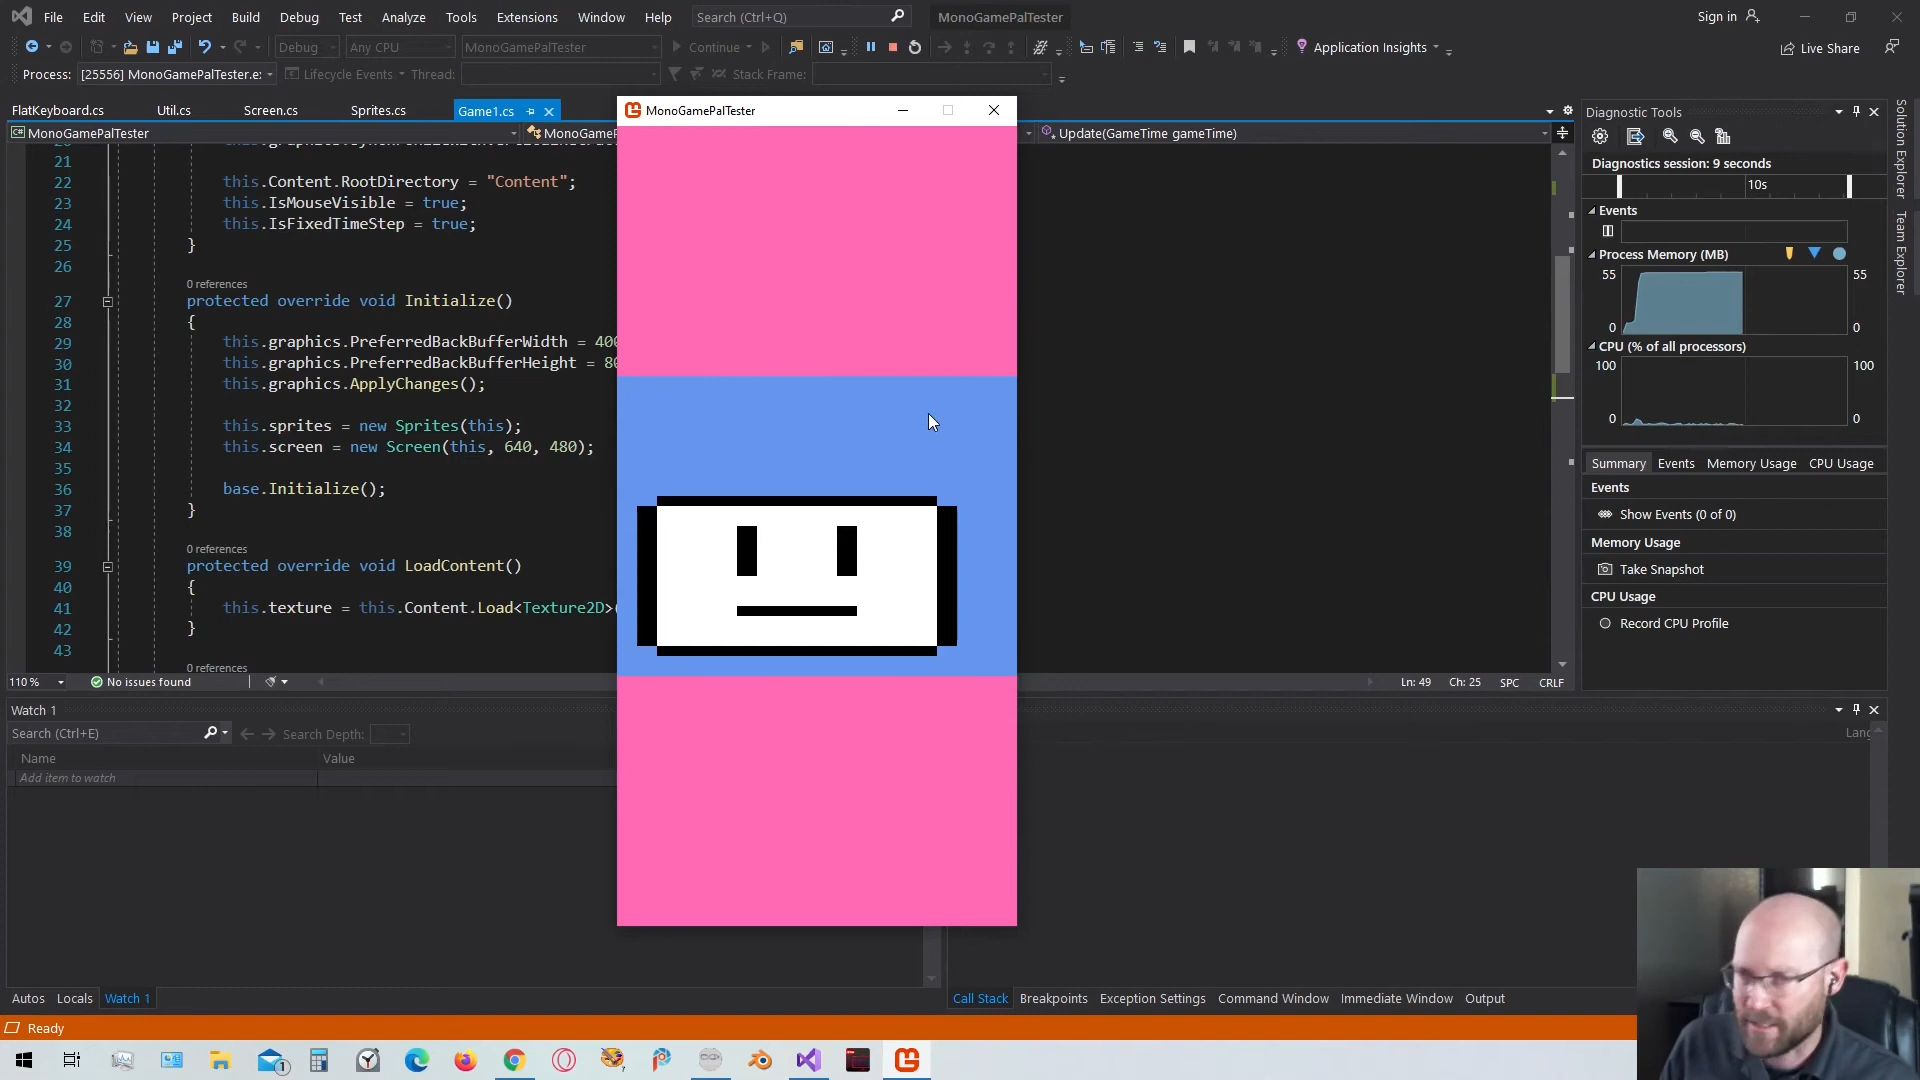 File Edit View Project Build Debug Test Analyze Tools Extensions Window Help Search (Ctrl+Q) MonoGamePalTester Sign in
Debug Any CPU MonoGamePalTester Continue Application Insights Live Share
Process: [25556] MonoGamePalTester.e: Lifecycle Events Thread: Stack Frame:
FlatKeyboard.cs Util.cs Screen.cs Sprites.cs Game1.cs
MonoGamePalTester MonoGameP Update(GameTime gameTime)
MonoGamePalTester
21
22 this.Content.RootDirectory = "Content";
23 this.IsMouseVisible = true;
24 this.IsFixedTimeStep = true;
25 }
26
0 references
27 protected override void Initialize()
28 {
29 this.graphics.PreferredBackBufferWidth = 400
30 this.graphics.PreferredBackBufferHeight = 80
31 this.graphics.ApplyChanges();
32
33 this.sprites = new Sprites(this);
34 this.screen = new Screen(this, 640, 480);
35
36 base.Initialize();
37 }
38
0 references
39 protected override void LoadContent()
40 {
41 this.texture = this.Content.Load<Texture2D>(
42 }
43
0 references
110 % No issues found Ln: 49 Ch: 25 SPC CRLF
Diagnostic Tools
Diagnostics session: 9 seconds
10s
Events
Process Memory (MB)
55 55
0 0
CPU (% of all processors)
100 100
0 0
Summary Events Memory Usage CPU Usage
Events
Show Events (0 of 0)
Memory Usage
Take Snapshot
CPU Usage
Record CPU Profile
Solution Explorer
Team Explorer
Watch 1
Search (Ctrl+E) Search Depth:
Name Value
Add item to watch
Lang
Autos Locals Watch 1
Call Stack Breakpoints Exception Settings Command Window Immediate Window Output
Ready
1